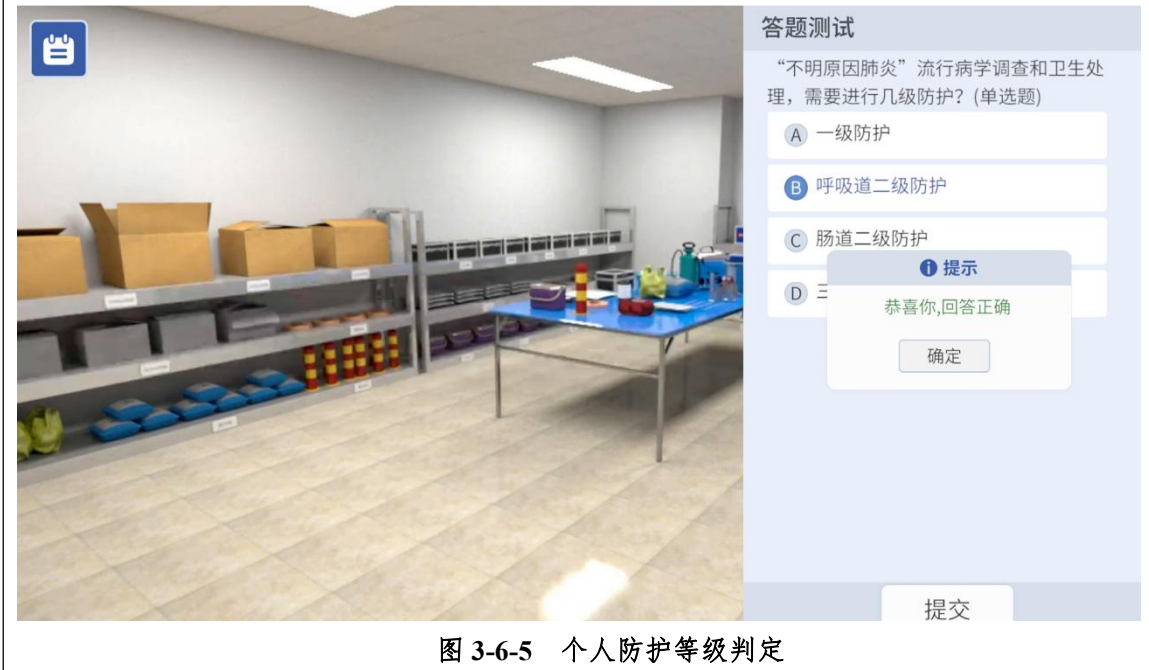 答题测试
“不明原因肺炎”流行病学调查和卫生处
理，需要进行几级防护？(单选题)
A 一级防护
B 呼吸道二级防护
C 肠道二级防护
D 三
提示
恭喜你,回答正确
确定
提交
图 3-6-5 个人防护等级判定